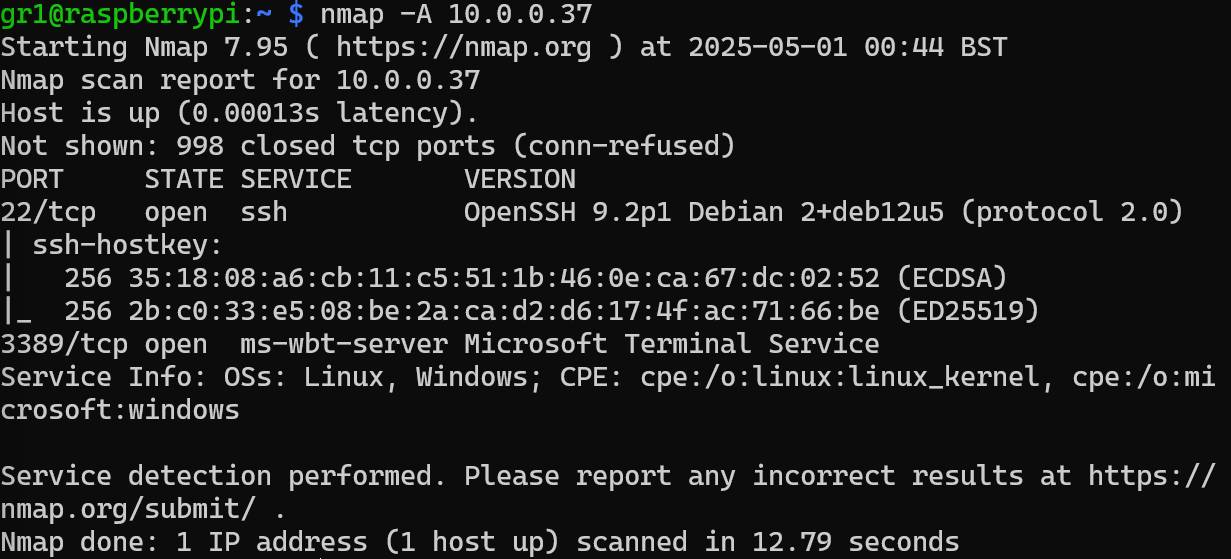 gr1@raspberrypi:~ $ nmap -A 10.0.0.37
Starting Nmap 7.95 ( https://nmap.org ) at 2025-05-01 00:44 BST
Nmap scan report for 10.0.0.37
Host is up (0.00013s latency).
Not shown: 998 closed tcp ports (conn-refused)
PORT     STATE SERVICE       VERSION
22/tcp   open  ssh           OpenSSH 9.2p1 Debian 2+deb12u5 (protocol 2.0)
| ssh-hostkey:
|   256 35:18:08:a6:cb:11:c5:51:1b:46:0e:ca:67:dc:02:52 (ECDSA)
|_  256 2b:c0:33:e5:08:be:2a:ca:d2:d6:17:4f:ac:71:66:be (ED25519)
3389/tcp open  ms-wbt-server Microsoft Terminal Service
Service Info: OSs: Linux, Windows; CPE: cpe:/o:linux:linux_kernel, cpe:/o:mi
crosoft:windows

Service detection performed. Please report any incorrect results at https://
nmap.org/submit/ .
Nmap done: 1 IP address (1 host up) scanned in 12.79 seconds